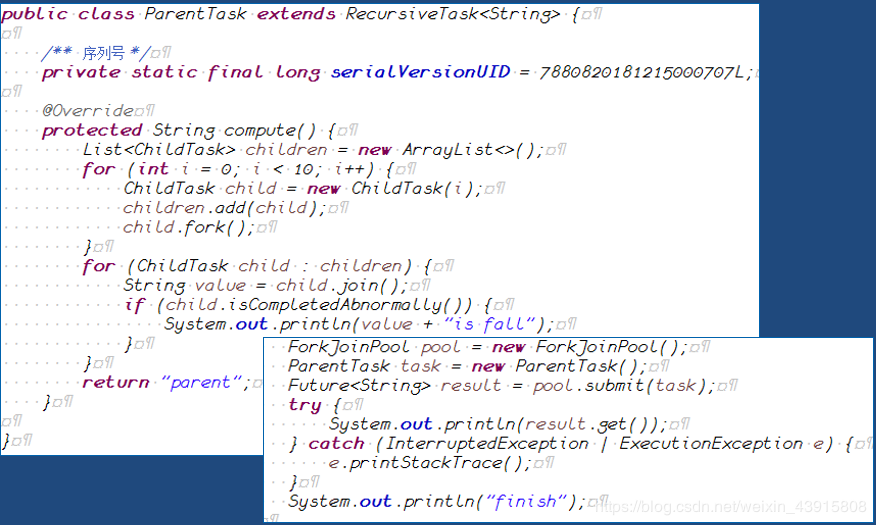 public class ParentTask extends RecursiveTask<String> {
/** 序列号 */
private static final long serialVersionUID = 7880820181215000707L;
@Override
protected String compute() {
List<ChildTask> children = new ArrayList<>();
for (int i = 0; i < 10; i++) {
ChildTask child = new ChildTask(i);
children.add(child);
child.fork();
}
for (ChildTask child : children) {
String value = child.join();
if (child.isCompletedAbnormally()) {
System.out.println(value + "is fall");
}
}
return "parent";
}
}
ForkJoinPool pool = new ForkJoinPool();
ParentTask task = new ParentTask();
Future<String> result = pool.submit(task);
try {
System.out.println(result.get());
} catch (InterruptedException | ExecutionException e) {
e.printStackTrace();
}
System.out.println("finish");
https://blog.csdn.net/weixin_43915808